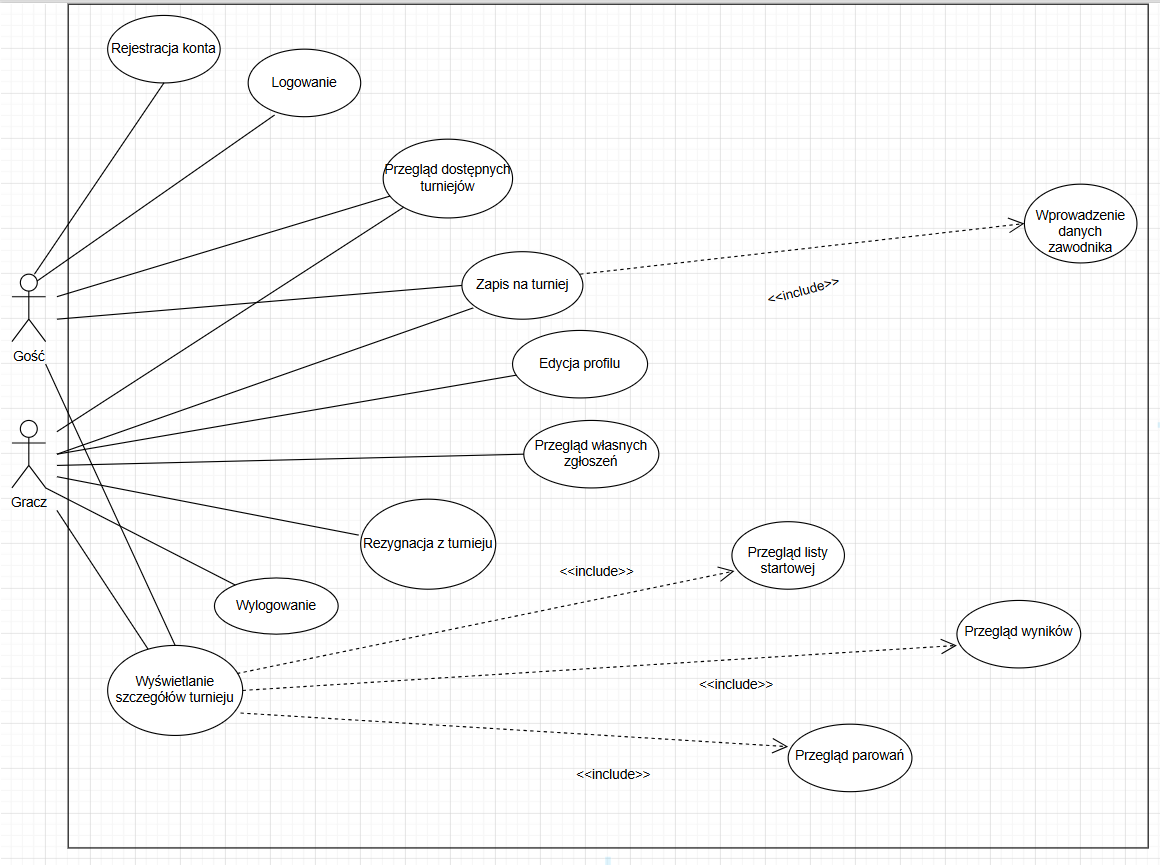 Rejestracja konta
Logowanie
Przegląd dostępnych
turniejów
Wprowadzenie
danych
zawodnika
Zapis na turniej
<<include>>
Gość
Edycja profilu
Przegląd własnych
zgłoszeń
Gracz
Rezygnacja z turnieju
<<include>>
Przegląd listy
startowej
Wylogowanie
Przegląd wyników
Wyświetlanie
szczegółów turnieju
<<include>>
Przegląd parowań
<<include>>